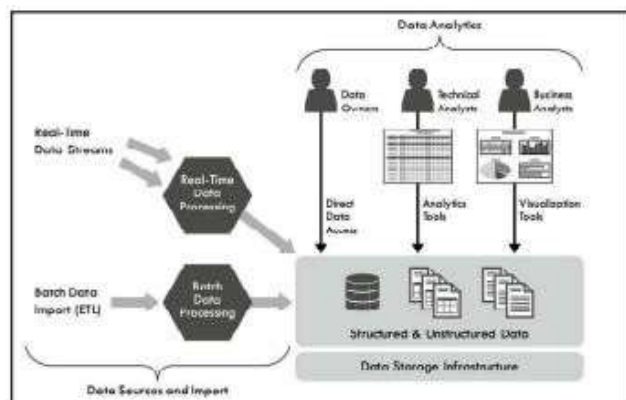 Data Analytics
Data
Owners
Technical
Analysts
Business
Analysts
Real-Time
Data Streams
Real-Time
Data
Processing
Direct
Data
Access
Analytics
Tools
Visualization
Tools
Batch Data
Import (ETL)
Batch
Data
Processing
Structured & Unstructured Data
Data Storage Infrastructure
Data Sources and Import